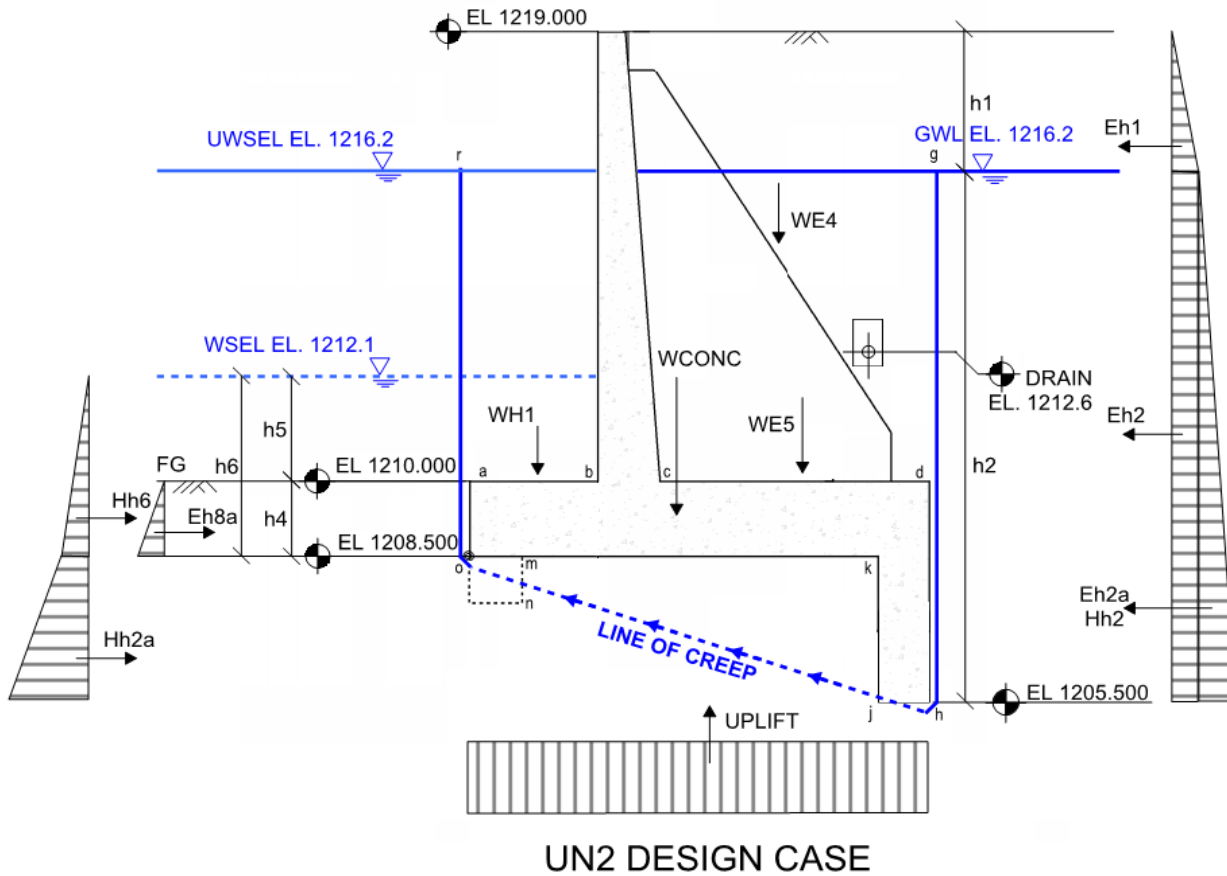 EL 1219.000
h1
UWSEL EL. 1216.2
r
g
GWL EL. 1216.2
Eh1
WE4
WSEL EL. 1212.1
WCONC
DRAIN
EL. 1212.6
WH1
WE5
Eh2
h5
h6
h2
FG
EL 1210.000
a
b
c
d
Hh6
Eh8a
h4
EL 1208.500
o
m
k
n
Eh2a
Hh2
LINE OF CREEP
Hh2a
j
h
EL 1205.500
UPLIFT
UN2 DESIGN CASE